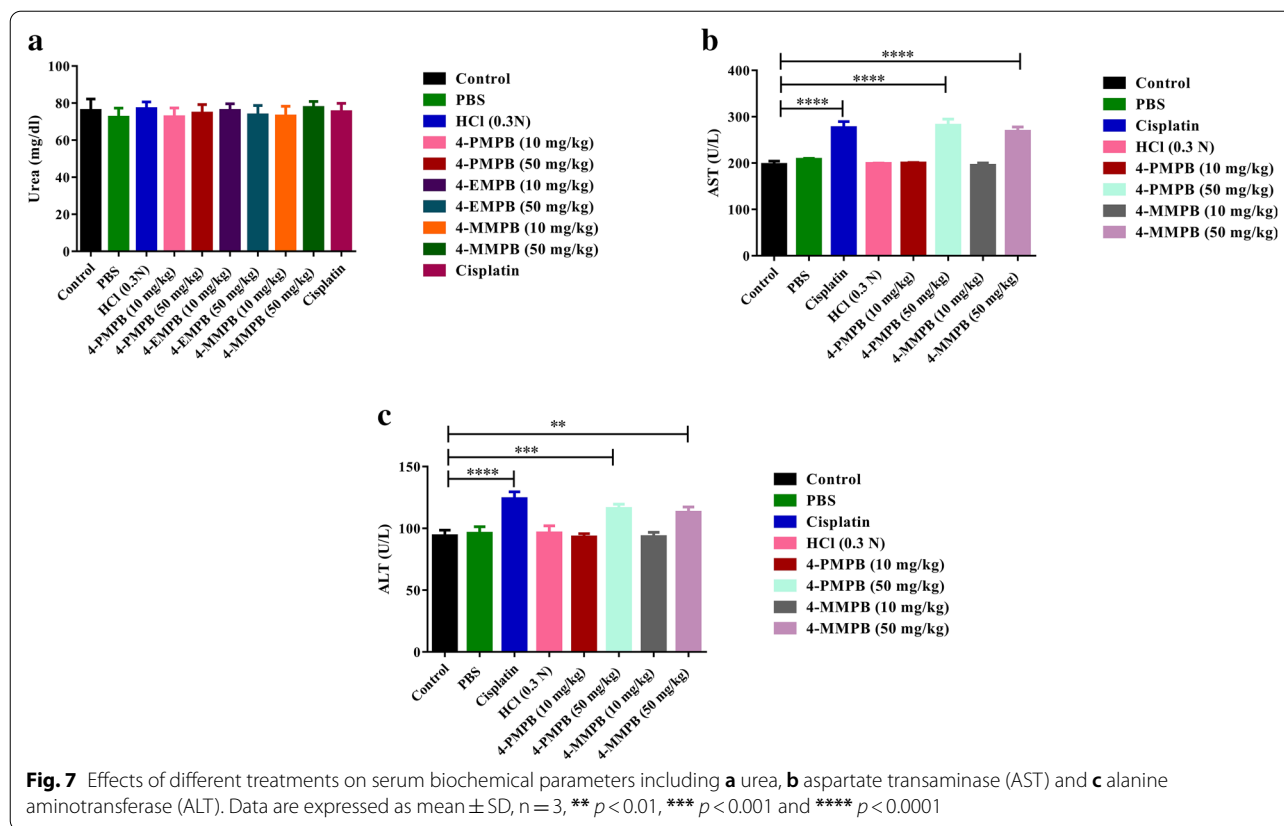 a
Urea (mg/dl)
100
80
60
40
20
0
Control
PBS
HCl (0.3N)
4-PMPB (10 mg/kg)
4-PMPB (50 mg/kg)
4-EMPB (10 mg/kg)
4-EMPB (50 mg/kg)
4-MMPB (10 mg/kg)
4-MMPB (50 mg/kg)
Cisplatin
Control
PBS
HCl (0.3N)
4-PMPB (10 mg/kg)
4-PMPB (50 mg/kg)
4-EMPB (10 mg/kg)
4-EMPB (50 mg/kg)
4-MMPB (10 mg/kg)
4-MMPB (50 mg/kg)
Cisplatin
b
AST (U/L)
400
300
200
100
0
****
****
****
Control
PBS
Cisplatin
HCl (0.3 N)
4-PMPB (10 mg/kg)
4-PMPB (50 mg/kg)
4-MMPB (10 mg/kg)
4-MMPB (50 mg/kg)
Control
PBS
Cisplatin
HCl (0.3 N)
4-PMPB (10 mg/kg)
4-PMPB (50 mg/kg)
4-MMPB (10 mg/kg)
4-MMPB (50 mg/kg)
c
ALT (U/L)
150
100
50
0
**
***
****
Control
PBS
Cisplatin
HCl (0.3 N)
4-PMPB (10 mg/kg)
4-PMPB (50 mg/kg)
4-MMPB (10 mg/kg)
4-MMPB (50 mg/kg)
Control
PBS
Cisplatin
HCl (0.3 N)
4-PMPB (10 mg/kg)
4-PMPB (50 mg/kg)
4-MMPB (10 mg/kg)
4-MMPB (50 mg/kg)
Fig. 7 Effects of different treatments on serum biochemical parameters including a urea, b aspartate transaminase (AST) and c alanine
aminotransferase (ALT). Data are expressed as mean ± SD, n = 3, ** p < 0.01, *** p < 0.001 and **** p < 0.0001